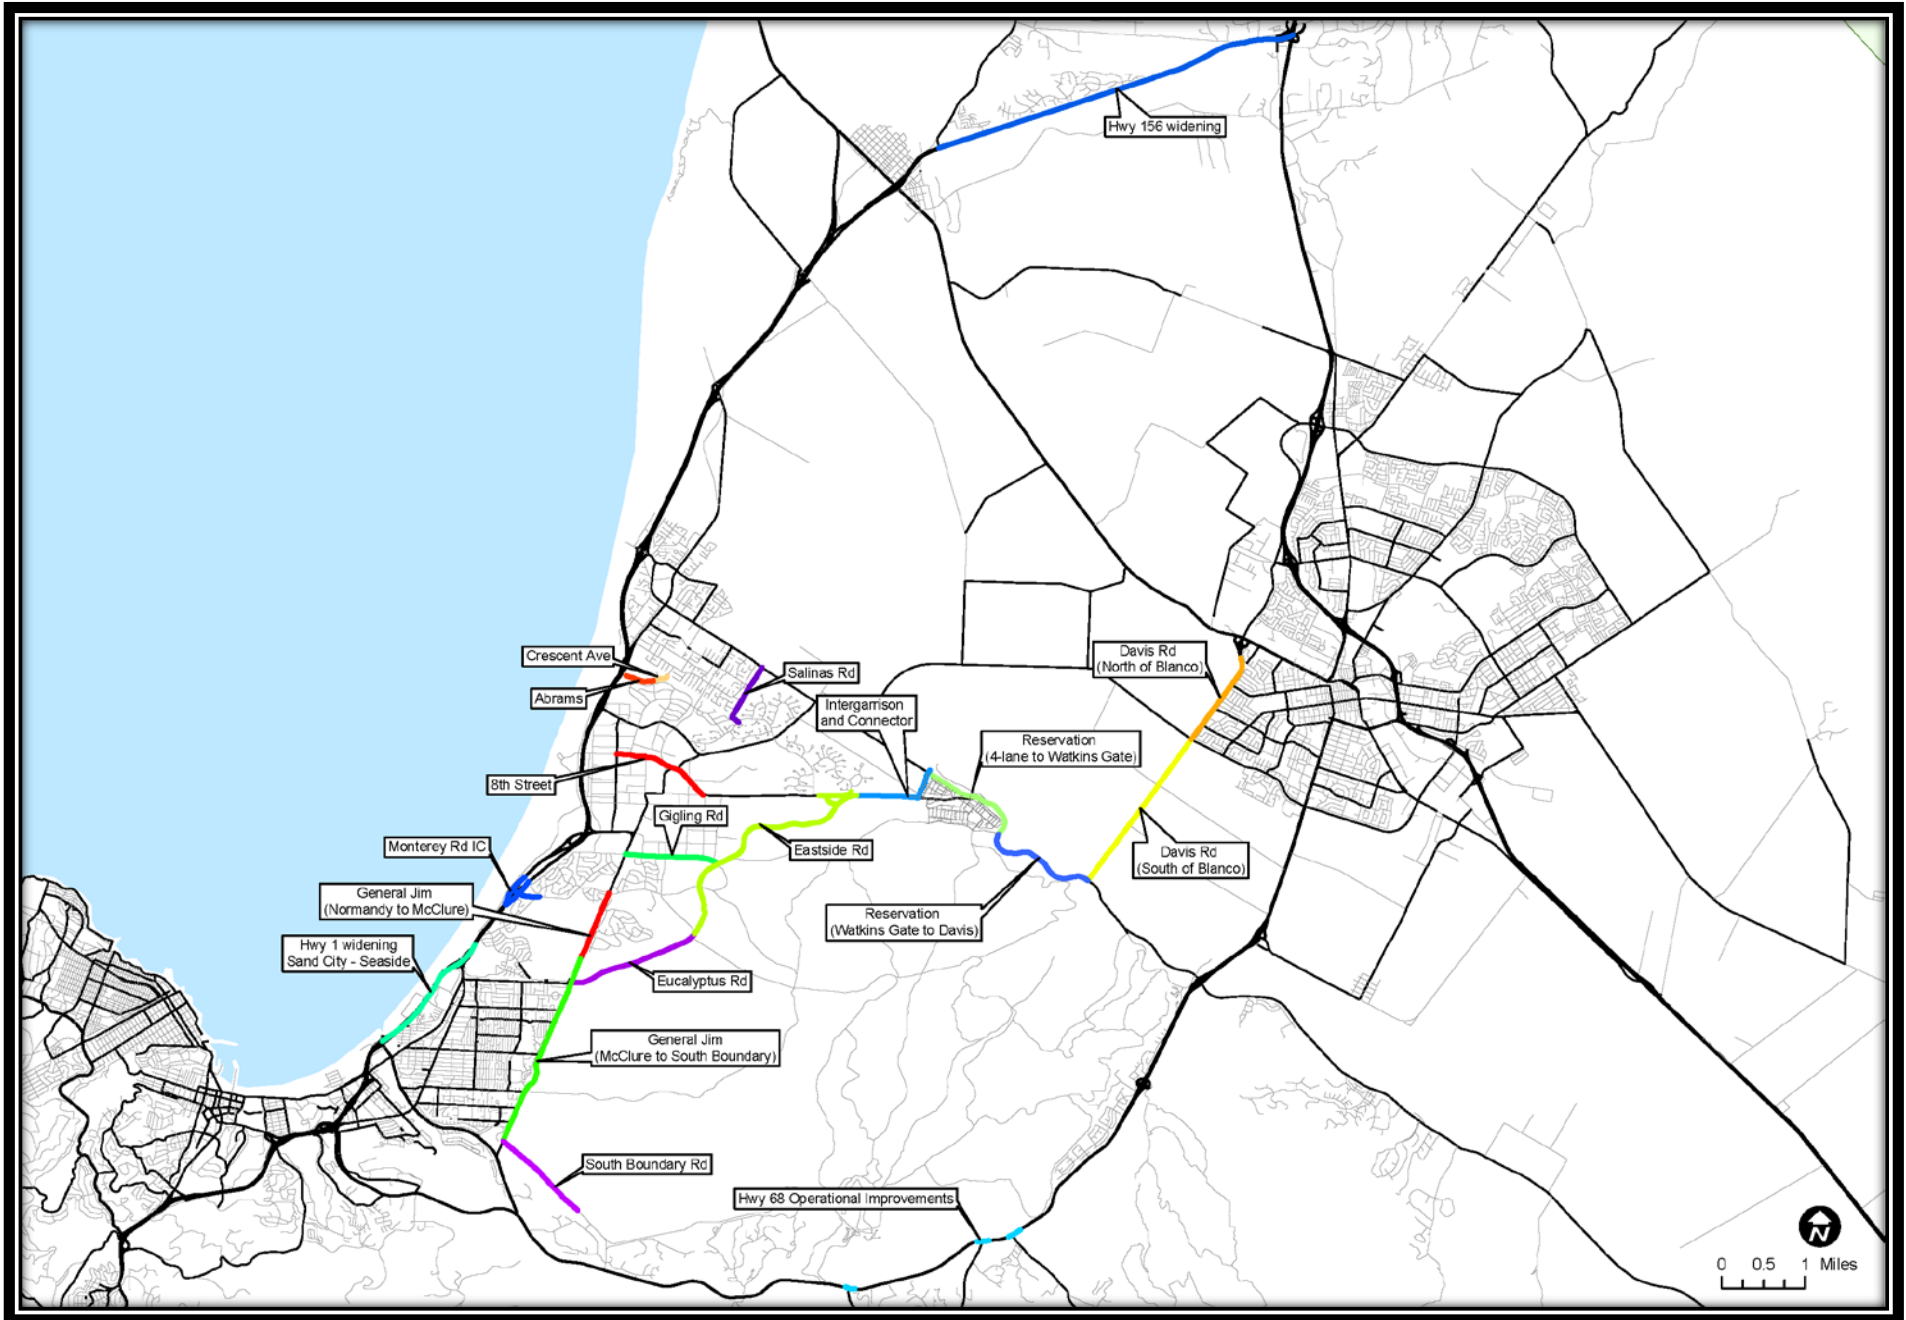 Hwy 156 widening
Crescent Ave
Abrams
Salinas Rd
Davis Rd
(North of Blanco)
Intergarrison
and Connector
Reservation
(4-lane to Watkins Gate)
8th Street
Gigling Rd
Monterey Rd IC
Eastside Rd
Davis Rd
(South of Blanco)
General Jim
(Normandy to McClure)
Reservation
(Watkins Gate to Davis)
Hwy 1 widening
Sand City - Seaside
Eucalyptus Rd
General Jim
(McClure to South Boundary)
South Boundary Rd
Hwy 68 Operational Improvements
N
0 0.5 1 Miles